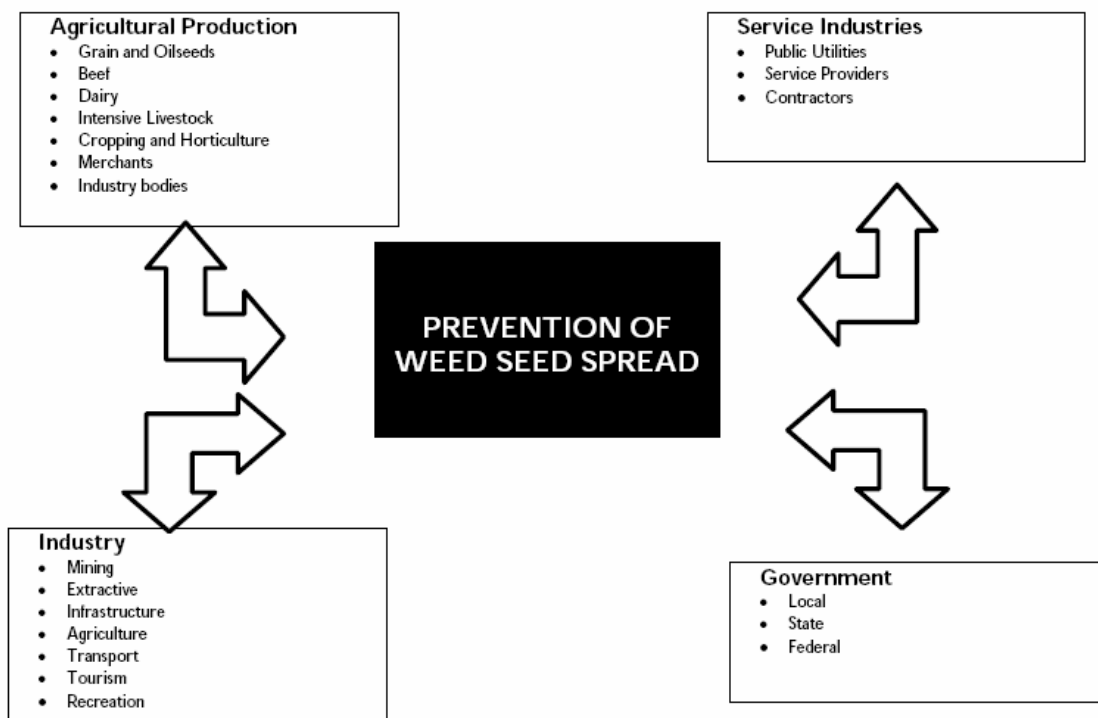 Agricultural Production
• Grain and Oilseeds
• Beef
• Dairy
• Intensive Livestock
• Cropping and Horticulture
• Merchants
• Industry bodies
Service Industries
• Public Utilities
• Service Providers
• Contractors
PREVENTION OF
WEED SEED SPREAD
Industry
• Mining
• Extractive
• Infrastructure
• Agriculture
• Transport
• Tourism
• Recreation
Government
• Local
• State
• Federal